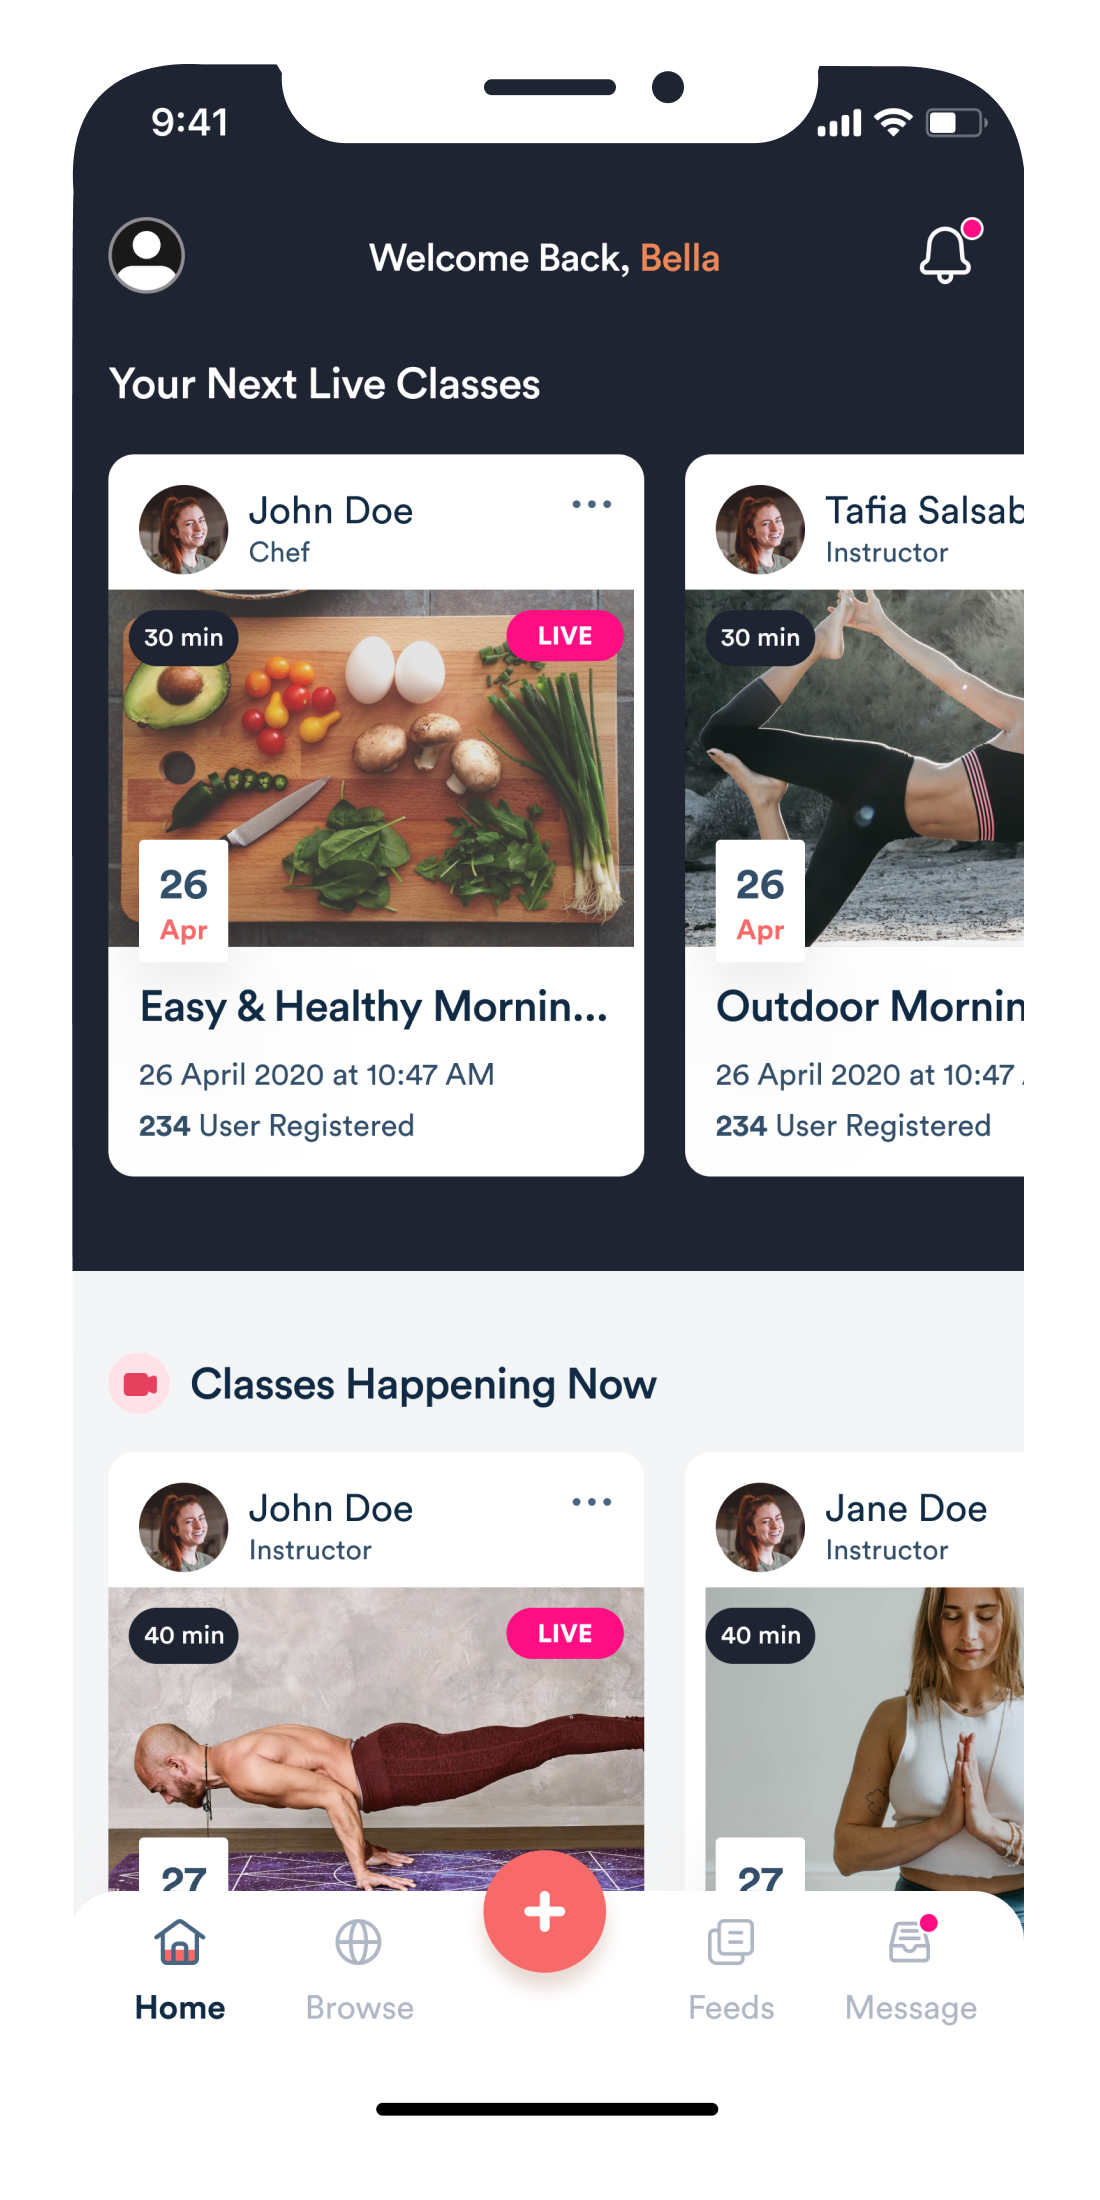 9:41
Welcome Back, Bella
Your Next Live Classes
John Doe
Chef
30 min
LIVE
26
Apr
Easy & Healthy Mornin...
26 April 2020 at 10:47 AM
234 User Registered
Tafia Salsab
Instructor
30 min
26
Apr
Outdoor Mornin
26 April 2020 at 10:47
234 User Registered
Classes Happening Now
John Doe
Instructor
40 min
LIVE
27
Jane Doe
Instructor
40 min
27
Home
Browse
Feeds
Message